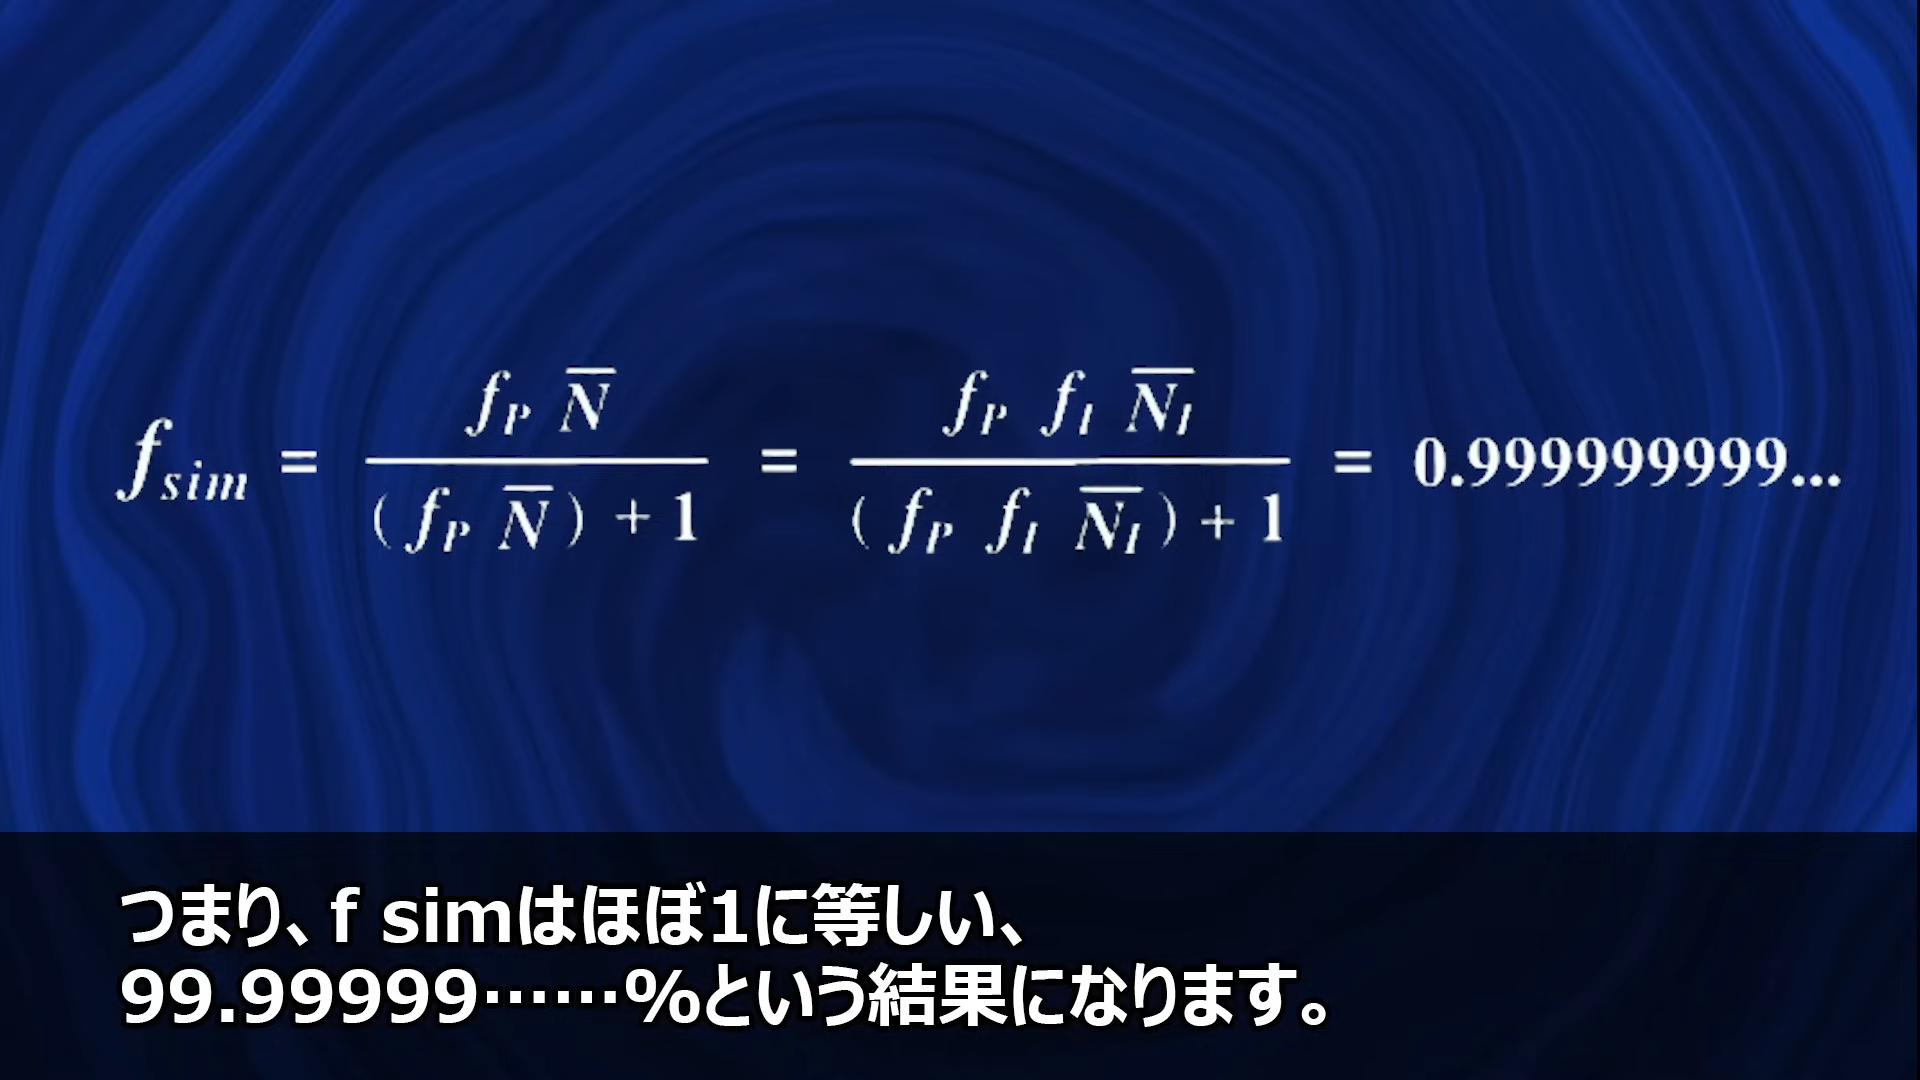 f_sim = f_P N̅ / ((f_P N̅) + 1) = f_P f_I N̅_I / ((f_P f_I N̅_I) + 1) = 0.999999999...
つまり、f simはほぼ1に等しい、
99.99999……%という結果になります。